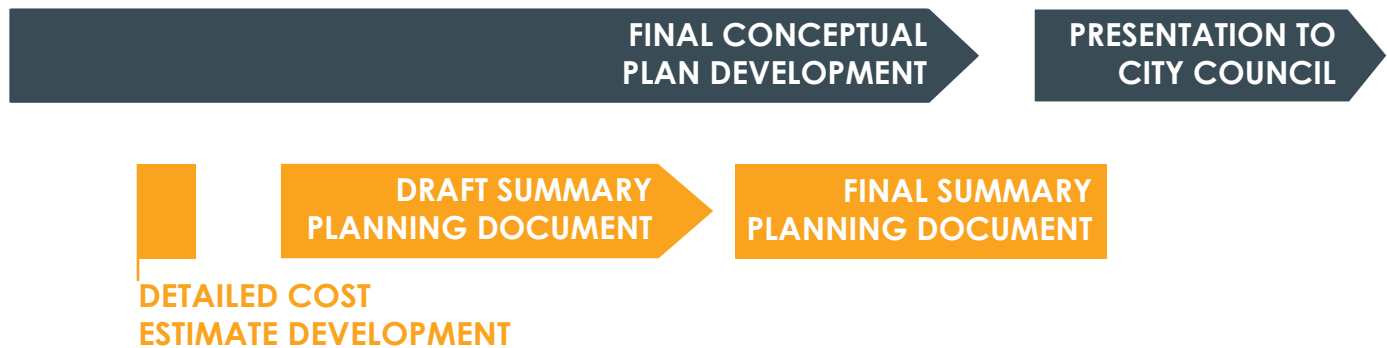 FINAL CONCEPTUAL
PLAN DEVELOPMENT
PRESENTATION TO
CITY COUNCIL
DRAFT SUMMARY
PLANNING DOCUMENT
FINAL SUMMARY
PLANNING DOCUMENT
DETAILED COST
ESTIMATE DEVELOPMENT